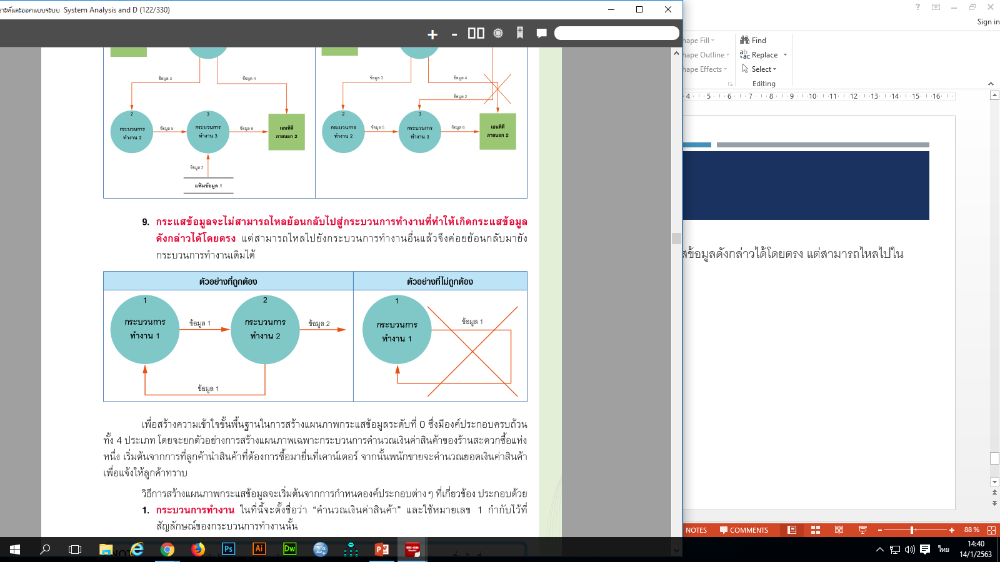 ราะห์และออกแบบระบบ System Analysis and D (122/330)
Sign in
Shape Fill
Shape Outline
Shape Effects
Find
Replace
Select
Editing
4 5 6 7 8 9 10 11 12 13 14 15 16
ข้อมูล 3
ข้อมูล 4
2
กระบวนการ
ทำงาน 2
ข้อมูล 5
3
กระบวนการ
ทำงาน 3
ข้อมูล 6
เอนทิตี
ภายนอก 2
ข้อมูล 2
แฟ้มข้อมูล 1
ข้อมูล 3
ข้อมูล 4
ข้อมูล 2
2
กระบวนการ
ทำงาน 2
ข้อมูล 5
3
กระบวนการ
ทำงาน 3
ข้อมูล 6
เอนทิตี
ภายนอก 2
9. กระแสข้อมูลจะไม่สามารถไหลย้อนกลับไปสู่กระบวนการทำงานที่ทำให้เกิดกระแสข้อมูล
ดังกล่าวได้โดยตรง แต่สามารถไหลไปยังกระบวนการทำงานอื่นแล้วจึงค่อยย้อนกลับมายัง
กระบวนการทำงานเดิมได้
ตัวอย่างที่ถูกต้อง
ตัวอย่างที่ไม่ถูกต้อง
1
กระบวนการ
ทำงาน 1
ข้อมูล 1
2
กระบวนการ
ทำงาน 2
ข้อมูล 2
ข้อมูล 1
1
กระบวนการ
ทำงาน 1
ข้อมูล 1
เพื่อสร้างความเข้าใจขั้นพื้นฐานในการสร้างแผนภาพกระแสข้อมูลระดับที่ 0 ซึ่งมีองค์ประกอบครบถ้วน
ทั้ง 4 ประเภท โดยจะยกตัวอย่างการสร้างแผนภาพเฉพาะกระบวนการคำนวณเงินค่าสินค้าของร้านสะดวกซื้อแห่ง
หนึ่ง เริ่มต้นจากการที่ลูกค้านำสินค้าที่ต้องการซื้อมายื่นที่เคาน์เตอร์ จากนั้นพนักขายจะคำนวณยอดเงินค่าสินค้า
เพื่อแจ้งให้ลูกค้าทราบ
วิธีการสร้างแผนภาพกระแสข้อมูลจะเริ่มต้นจากการกำหนดองค์ประกอบต่าง ๆ ที่เกี่ยวข้อง ประกอบด้วย
1. กระบวนการทำงาน ในที่นี้จะตั้งชื่อว่า “คำนวณเงินค่าสินค้า” และใช้หมายเลข 1 กำกับไว้ที่
สัญลักษณ์ของกระบวนการทำงานนั้น
สข้อมูลดังกล่าวได้โดยตรง แต่สามารถไหลไปใน
NOTES COMMENTS 88 %
ไทย
14:40
14/1/2563